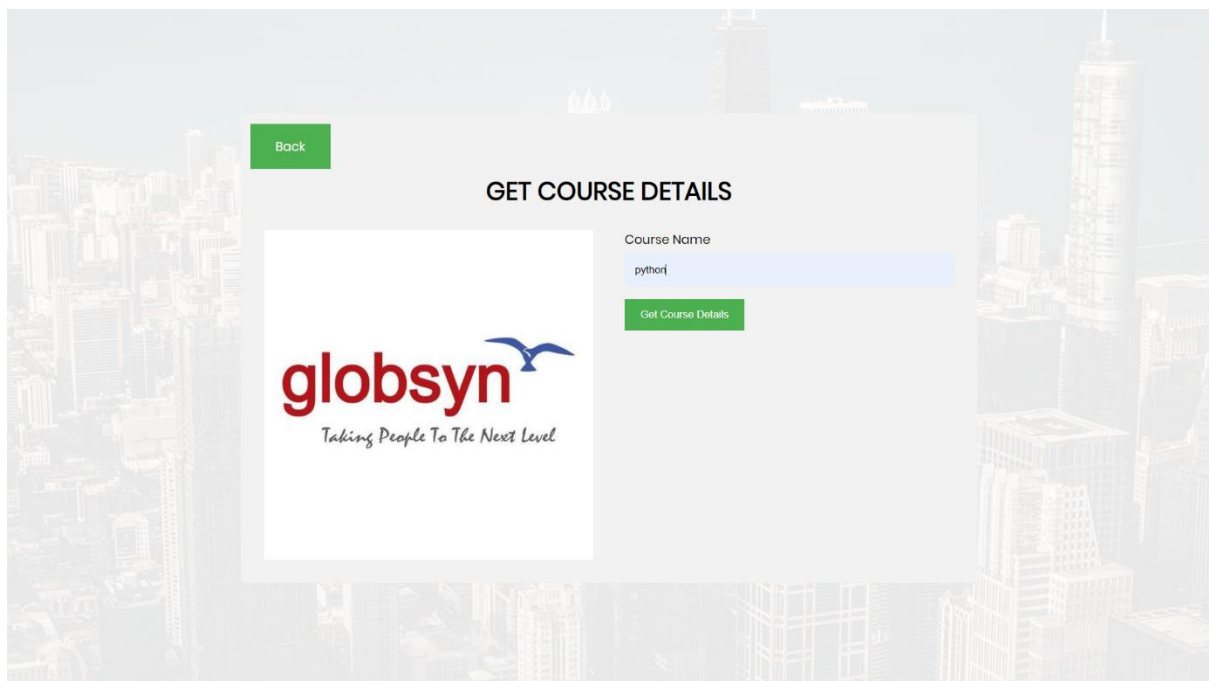 Back
GET COURSE DETAILS
Course Name
python
Get Course Details
globsyn
Taking People To The Next Level